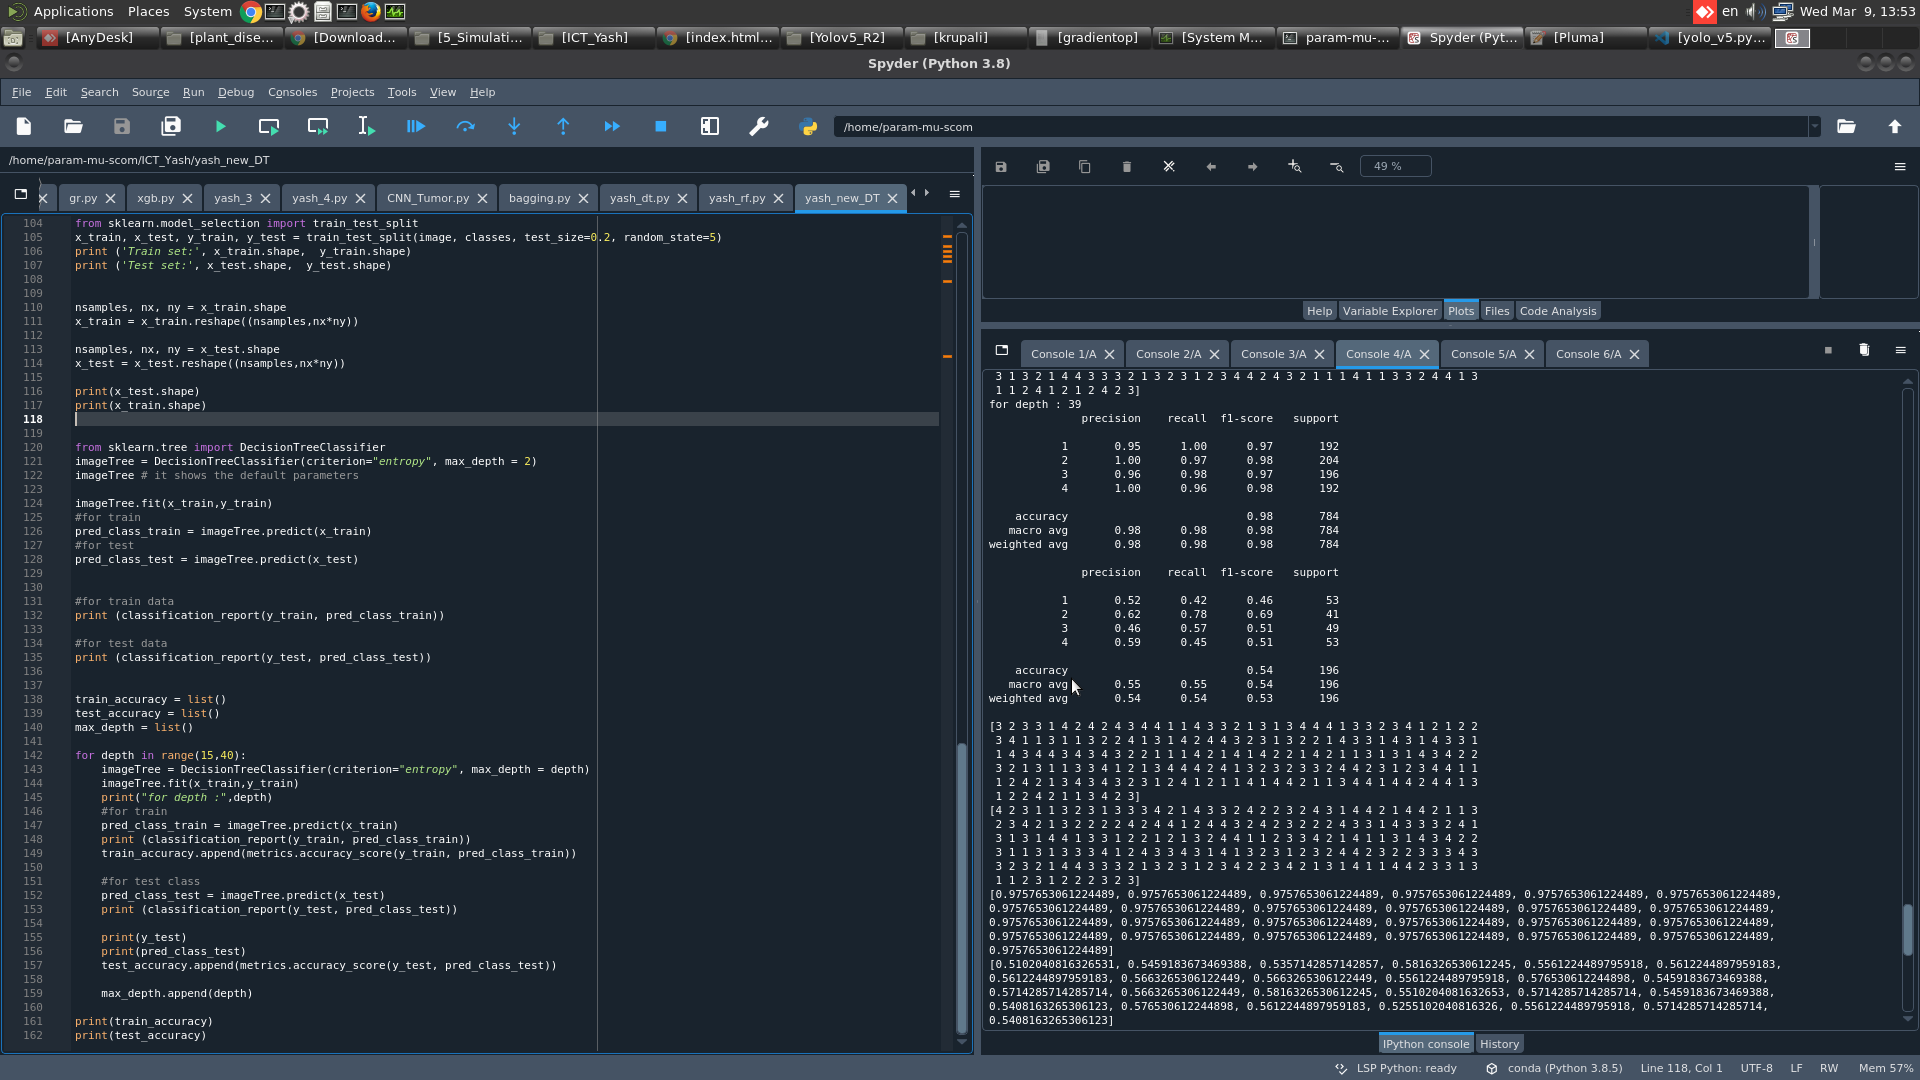 Applications Places System en Wed Mar 9, 13:53
[AnyDesk] [plant_dise... [Download... [5_Simulati... [ICT_Yash] [index.html... [Yolov5_R2] [krupali] [gradientop] [System M... param-mu-... Spyder (Pyt... [Pluma] [yolo_v5.py...
Spyder (Python 3.8)
File Edit Search Source Run Debug Consoles Projects Tools View Help
/home/param-mu-scom
/home/param-mu-scom/ICT_Yash/yash_new_DT
gr.py xgb.py yash_3 yash_4.py CNN_Tumor.py bagging.py yash_dt.py yash_rf.py yash_new_DT
104 from sklearn.model_selection import train_test_split
105 x_train, x_test, y_train, y_test = train_test_split(image, classes, test_size=0.2, random_state=5)
106 print ('Train set:', x_train.shape,  y_train.shape)
107 print ('Test set:', x_test.shape,  y_test.shape)
108
109
110 nsamples, nx, ny = x_train.shape
111 x_train = x_train.reshape((nsamples,nx*ny))
112
113 nsamples, nx, ny = x_test.shape
114 x_test = x_test.reshape((nsamples,nx*ny))
115
116 print(x_test.shape)
117 print(x_train.shape)
118
119
120 from sklearn.tree import DecisionTreeClassifier
121 imageTree = DecisionTreeClassifier(criterion="entropy", max_depth = 2)
122 imageTree # it shows the default parameters
123
124 imageTree.fit(x_train,y_train)
125 #for train
126 pred_class_train = imageTree.predict(x_train)
127 #for test
128 pred_class_test = imageTree.predict(x_test)
129
130
131 #for train data
132 print (classification_report(y_train, pred_class_train))
133
134 #for test data
135 print (classification_report(y_test, pred_class_test))
136
137
138 train_accuracy = list()
139 test_accuracy = list()
140 max_depth = list()
141
142 for depth in range(15,40):
143     imageTree = DecisionTreeClassifier(criterion="entropy", max_depth = depth)
144     imageTree.fit(x_train,y_train)
145     print("for depth :",depth)
146     #for train
147     pred_class_train = imageTree.predict(x_train)
148     print (classification_report(y_train, pred_class_train))
149     train_accuracy.append(metrics.accuracy_score(y_train, pred_class_train))
150
151     #for test class
152     pred_class_test = imageTree.predict(x_test)
153     print (classification_report(y_test, pred_class_test))
154
155     print(y_test)
156     print(pred_class_test)
157     test_accuracy.append(metrics.accuracy_score(y_test, pred_class_test))
158
159     max_depth.append(depth)
160
161 print(train_accuracy)
162 print(test_accuracy)
49 %
Help Variable Explorer Plots Files Code Analysis
Console 1/A Console 2/A Console 3/A Console 4/A Console 5/A Console 6/A
3 1 3 2 1 4 4 3 3 3 2 1 3 2 3 1 2 3 4 4 2 4 3 2 1 1 1 4 1 1 3 3 2 4 4 1 3
1 1 2 4 1 2 1 2 4 2 3]
for depth : 39
precision recall f1-score support
1 0.95 1.00 0.97 192
2 1.00 0.97 0.98 204
3 0.96 0.98 0.97 196
4 1.00 0.96 0.98 192
accuracy 0.98 784
macro avg 0.98 0.98 0.98 784
weighted avg 0.98 0.98 0.98 784
precision recall f1-score support
1 0.52 0.42 0.46 53
2 0.62 0.78 0.69 41
3 0.46 0.57 0.51 49
4 0.59 0.45 0.51 53
accuracy 0.54 196
macro avg 0.55 0.55 0.54 196
weighted avg 0.54 0.54 0.53 196
[3 2 3 3 1 4 2 4 2 4 3 4 4 1 1 4 3 3 2 1 3 1 3 4 4 4 1 3 3 2 3 4 1 2 1 2 2
3 4 1 1 3 1 1 3 2 2 4 1 3 1 4 2 4 4 3 2 3 1 3 2 2 1 4 3 3 1 4 3 1 4 3 3 1
1 4 3 4 4 3 4 3 4 3 2 2 1 3 1 1 4 2 1 4 2 2 1 4 2 2 1 1 3 1 3 1 4 3 4 2 2
3 2 1 3 1 1 3 3 4 1 2 1 3 4 4 4 2 4 1 3 2 3 2 3 3 2 4 4 2 3 1 2 3 4 4 1 1
1 2 4 2 1 3 4 3 4 3 3 2 3 1 2 4 1 2 1 1 4 1 4 4 2 1 1 3 4 4 1 4 2 4 4 1 3
1 2 2 4 2 1 1 3 4 2 3]
[4 2 3 1 1 3 2 3 1 3 3 3 4 2 1 4 3 3 2 4 2 2 3 2 4 3 1 4 4 2 1 4 4 2 1 1 3
2 3 4 2 1 3 2 2 2 2 4 2 4 4 1 2 4 4 3 2 4 2 3 2 2 2 4 3 3 1 4 3 3 3 2 4 1
3 1 3 1 4 4 1 3 3 1 2 2 1 2 1 3 2 4 1 1 2 3 3 4 2 1 4 1 1 3 1 3 4 2 2
3 1 1 3 1 3 3 3 4 1 2 4 3 3 4 3 1 4 1 3 2 3 1 2 3 2 4 4 2 3 2 2 3 3 3 4 3
3 2 3 2 1 4 4 3 3 3 2 1 3 2 3 1 2 3 4 2 2 3 4 2 1 3 1 4 1 1 4 4 2 3 3 1 3
1 1 2 3 1 2 2 2 3 2 3]
[0.9757653061224489, 0.9757653061224489, 0.9757653061224489, 0.9757653061224489, 0.9757653061224489, 0.9757653061224489,
0.9757653061224489, 0.9757653061224489, 0.9757653061224489, 0.9757653061224489, 0.9757653061224489, 0.9757653061224489,
0.9757653061224489, 0.9757653061224489, 0.9757653061224489, 0.9757653061224489, 0.9757653061224489, 0.9757653061224489,
0.9757653061224489, 0.9757653061224489, 0.9757653061224489, 0.9757653061224489, 0.9757653061224489, 0.9757653061224489,
0.9757653061224489]
[0.5102040816326531, 0.5459183673469388, 0.5357142857142857, 0.5816326530612245, 0.5561224489795918, 0.5612244897959183,
0.5612244897959183, 0.5663265306122449, 0.5663265306122449, 0.5561224489795918, 0.576530612244898, 0.5459183673469388,
0.5714285714285714, 0.5663265306122449, 0.5816326530612245, 0.5510204081632653, 0.5714285714285714, 0.5459183673469388,
0.5408163265306123, 0.576530612244898, 0.5612244897959183, 0.5255102040816326, 0.5561224489795918, 0.5714285714285714,
0.5408163265306123]
IPython console History
LSP Python: ready conda (Python 3.8.5) Line 118, Col 1 UTF-8 LF RW Mem 57%